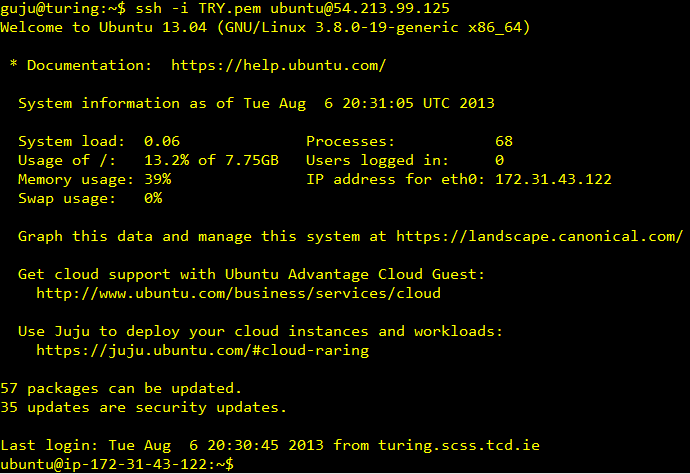 guju@turing:~$ ssh -i TRY.pem ubuntu@54.213.99.125
Welcome to Ubuntu 13.04 (GNU/Linux 3.8.0-19-generic x86_64)
* Documentation:  https://help.ubuntu.com/
System information as of Tue Aug  6 20:31:05 UTC 2013
System load:  0.06               Processes:           68
Usage of /:   13.2% of 7.75GB   Users logged in:     0
Memory usage: 39%               IP address for eth0: 172.31.43.122
Swap usage:   0%
Graph this data and manage this system at https://landscape.canonical.com/
Get cloud support with Ubuntu Advantage Cloud Guest:
http://www.ubuntu.com/business/services/cloud
Use Juju to deploy your cloud instances and workloads:
https://juju.ubuntu.com/#cloud-raring
57 packages can be updated.
35 updates are security updates.
Last login: Tue Aug  6 20:30:45 2013 from turing.scss.tcd.ie
ubuntu@ip-172-31-43-122:~$